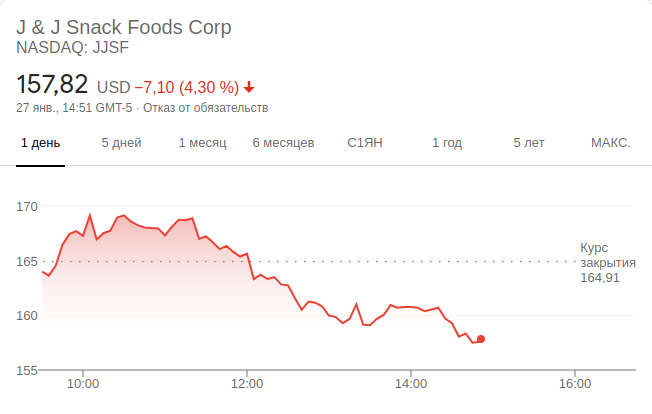 J & J Snack Foods Corp
NASDAQ: JJSF
157,82 USD −7,10 (4,30 %)
27 янв., 14:51 GMT-5 · Отказ от обязательств
1 день 5 дней 1 месяц 6 месяцев С1ЯН 1 год 5 лет МАКС.
170
165
160
155
Курс
закрытия
164,91
10:00 12:00 14:00 16:00